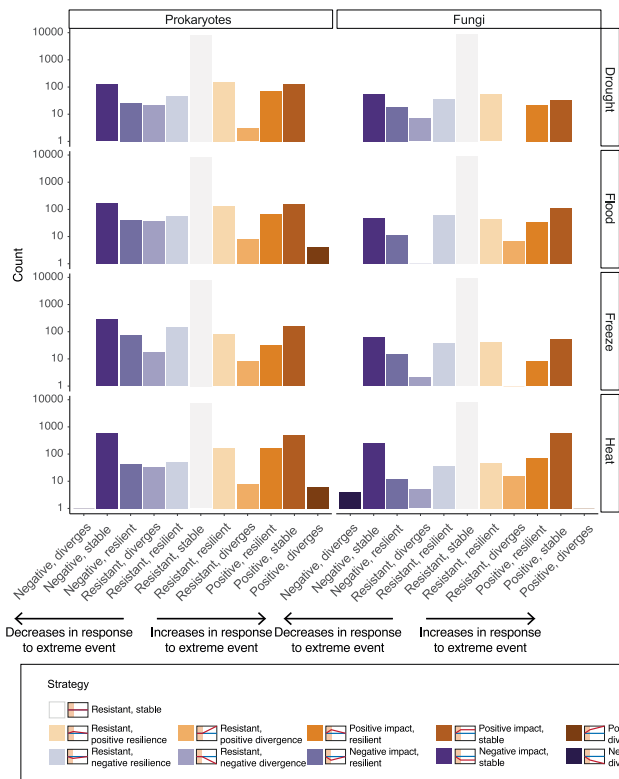 Prokaryotes
Fungi
Drought
Flood
Freeze
Heat
Count
10000
1000
100
10
1
10000
1000
100
10
1
10000
1000
100
10
1
10000
1000
100
10
1
Negative, diverges
Negative, stable
Negative, resilient
Resistant, diverges
Resistant, resilient
Resistant, stable
Resistant, resilient
Resistant, diverges
Positive, resilient
Positive, stable
Positive, diverges
Negative, diverges
Negative, stable
Negative, resilient
Resistant, diverges
Resistant, resilient
Resistant, stable
Resistant, resilient
Resistant, diverges
Positive, resilient
Positive, stable
Positive, diverges
Decreases in response
to extreme event
Increases in response
to extreme event
Decreases in response
to extreme event
Increases in response
to extreme event
Strategy
Resistant, stable
Resistant,
positive resilience
Resistant,
positive divergence
Positive impact,
resilient
Positive impact,
stable
Resistant,
negative resilience
Resistant,
negative divergence
Negative impact,
resilient
Negative impact,
stable